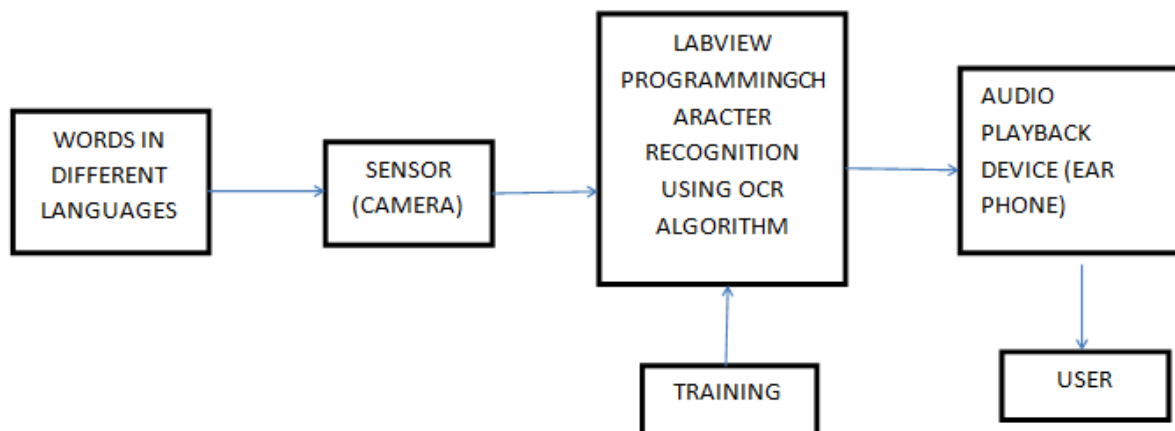 WORDS IN
DIFFERENT
LANGUAGES
SENSOR
(CAMERA)
LABVIEW
PROGRAMMINGCH
ARACTER
RECOGNITION
USING OCR
ALGORITHM
AUDIO
PLAYBACK
DEVICE (EAR
PHONE)
TRAINING
USER